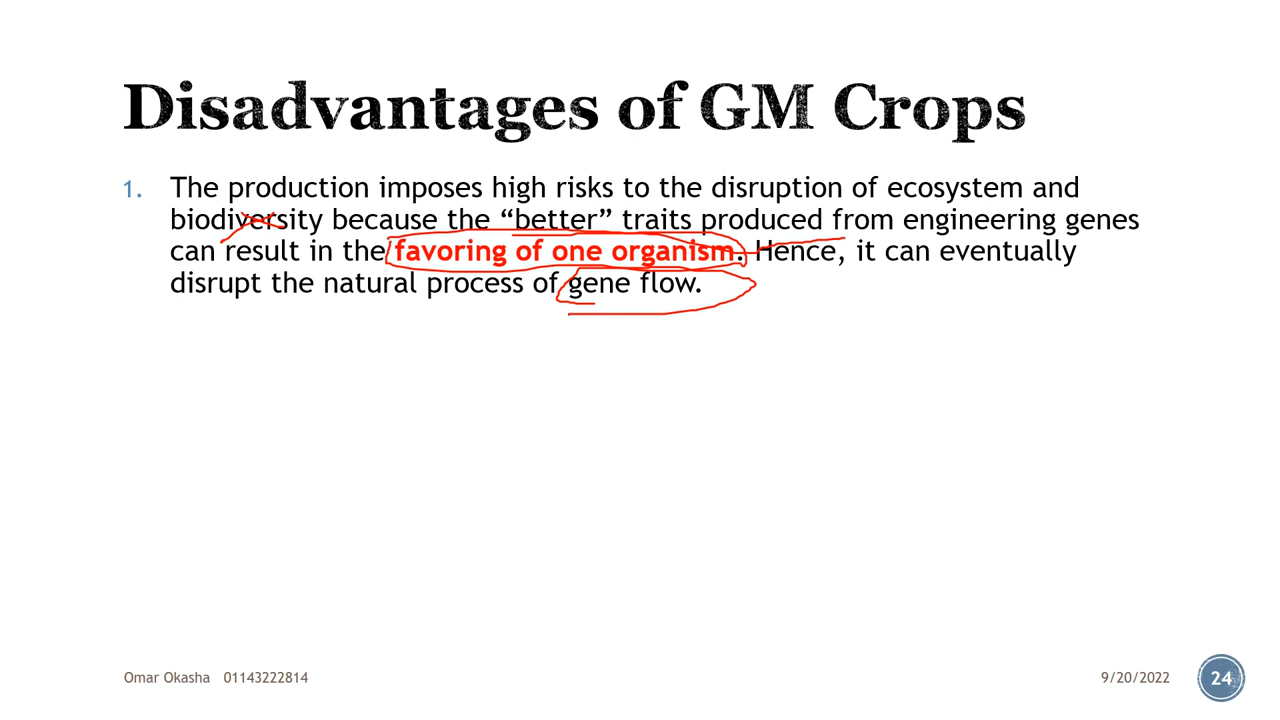 Disadvantages of GM Crops
1. The production imposes high risks to the disruption of ecosystem and
biodiversity because the “better” traits produced from engineering genes
can result in the favoring of one organism. Hence, it can eventually
disrupt the natural process of gene flow.
Omar Okasha 01143222814
9/20/2022
24